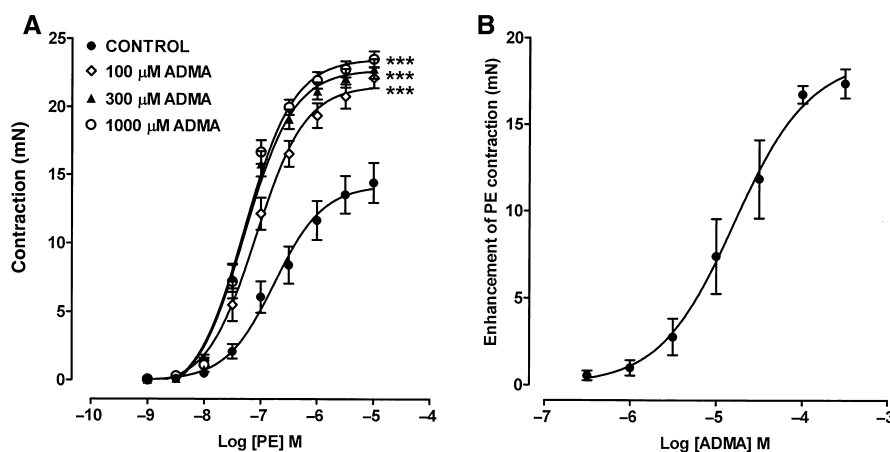 A
25
20
15
10
5
0
Contraction (mN)
CONTROL
100 µM ADMA
300 µM ADMA
1000 µM ADMA
***
***
***
–10
–9
–8
–7
–6
–5
–4
Log [PE] M
B
20
15
10
5
0
Enhancement of PE contraction (mN)
–7
–6
–5
–4
–3
Log [ADMA] M